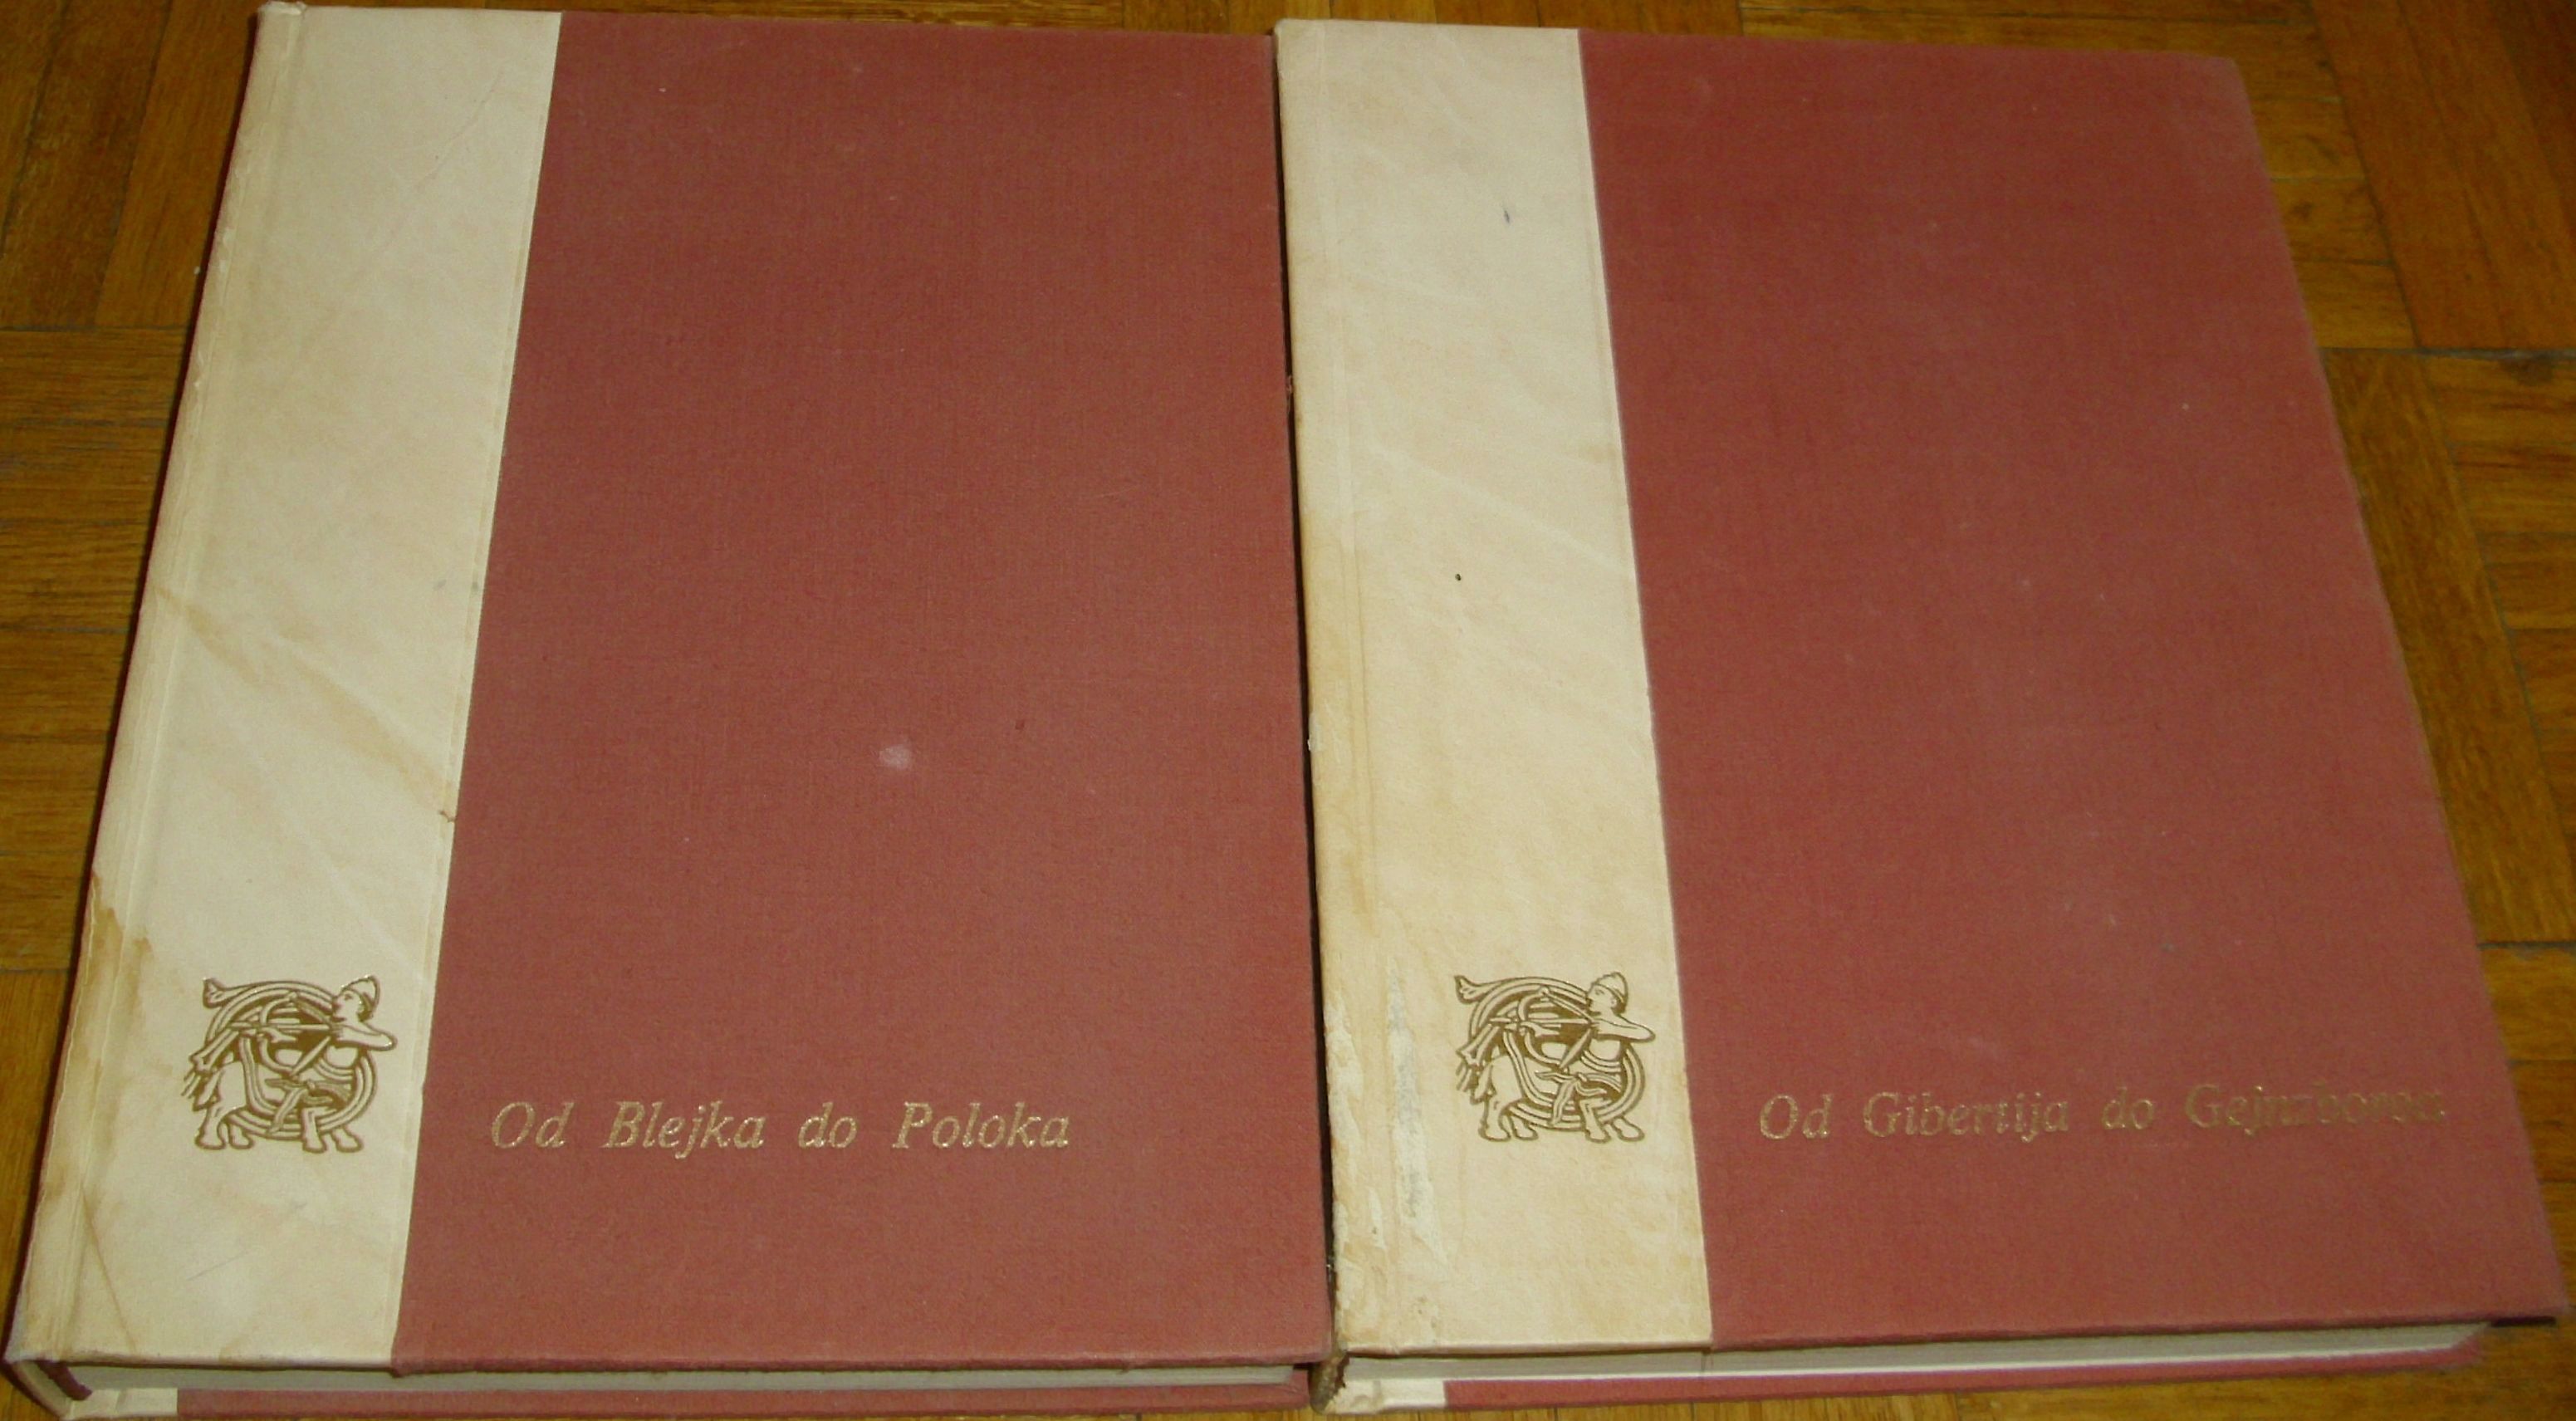 Od Blejka do Poloka
Od Gibertija do Gejnzboroa